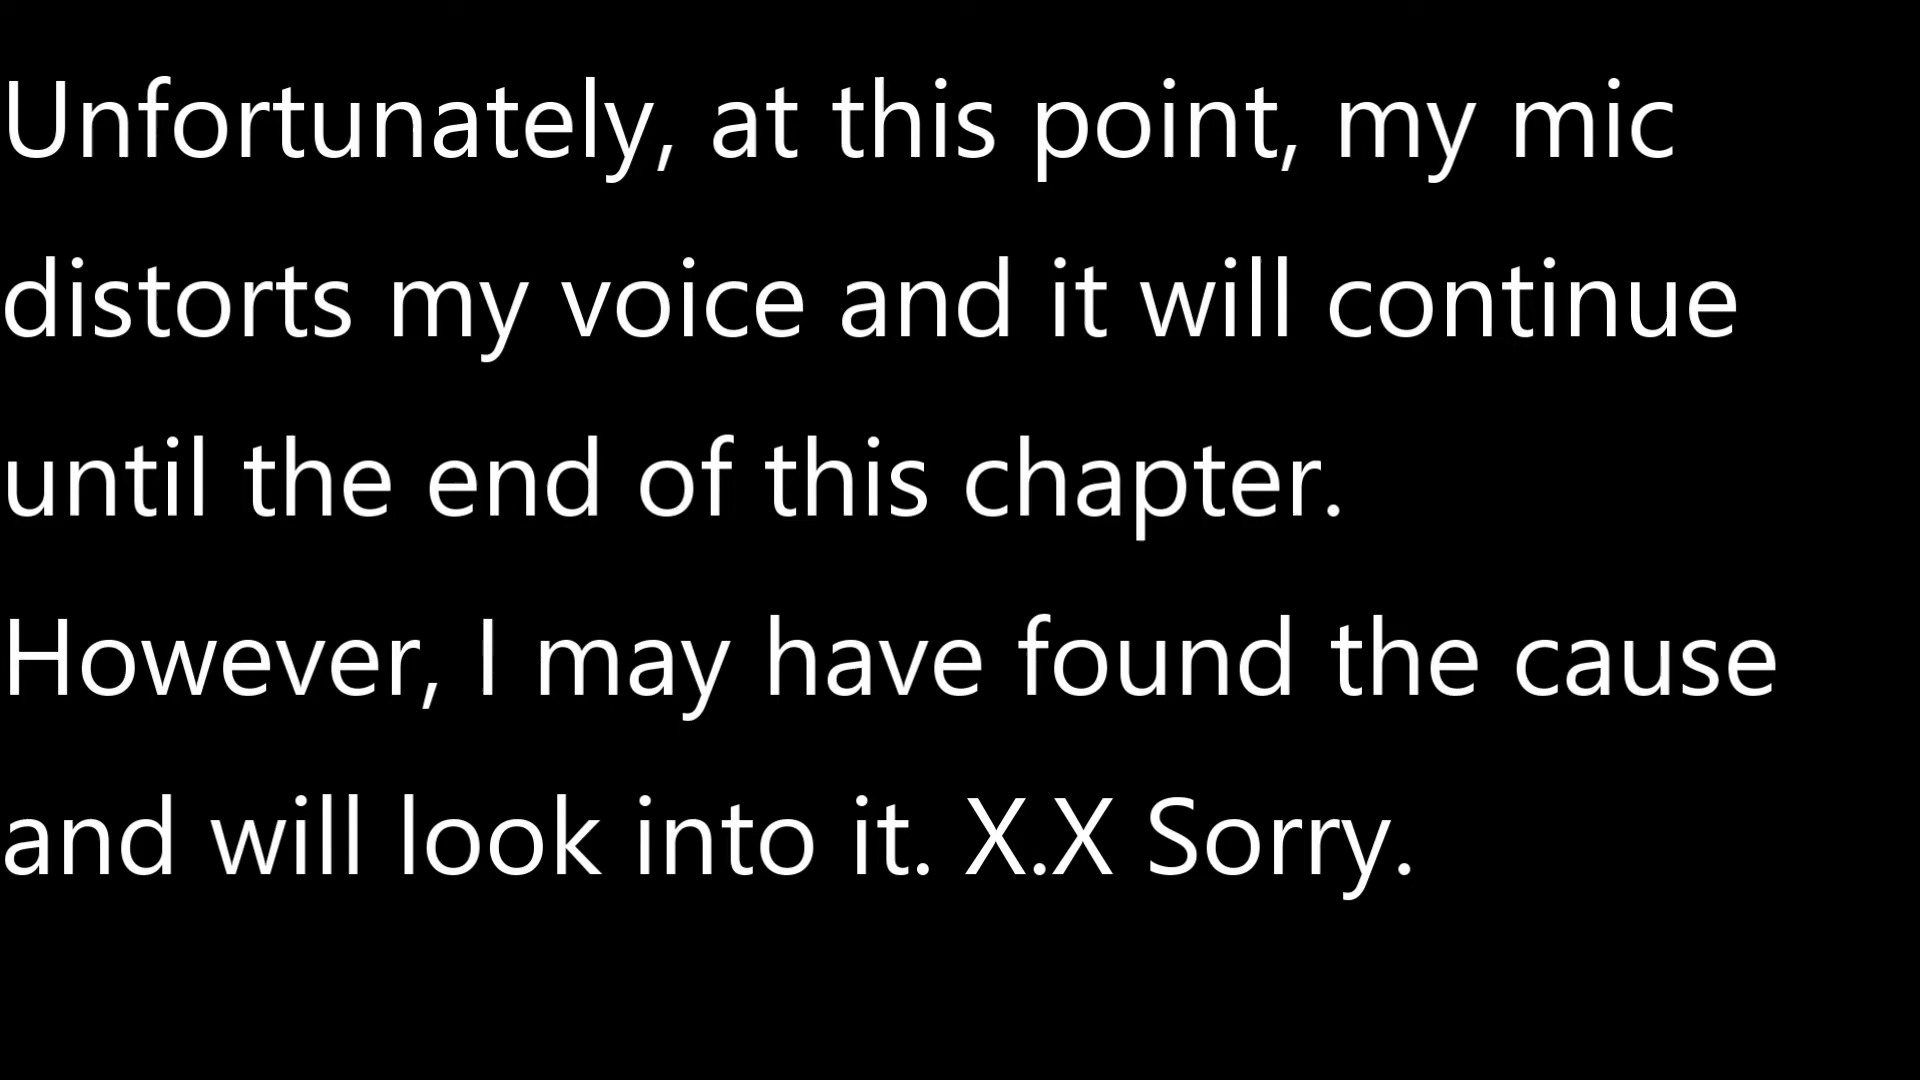 Unfortunately, at this point, my mic
distorts my voice and it will continue
until the end of this chapter.
However, I may have found the cause
and will look into it. X.X Sorry.